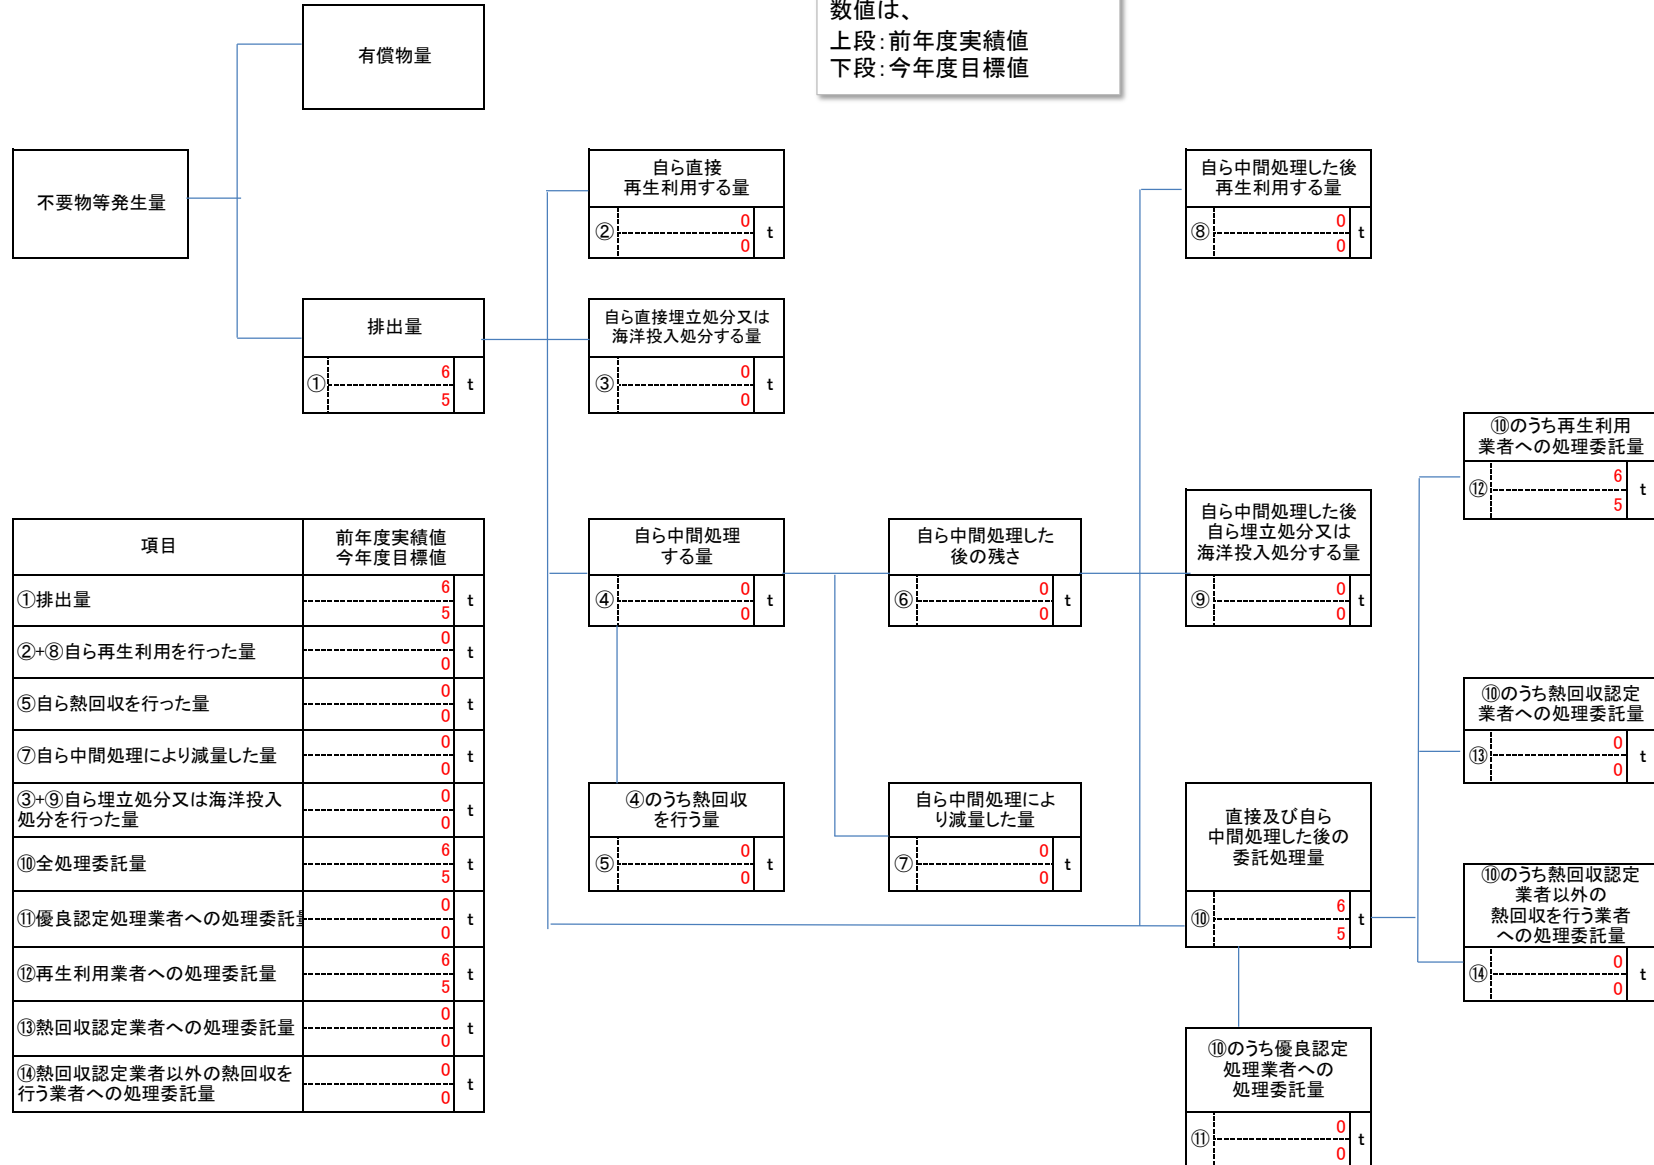 数値は、
上段：前年度実績値
下段：今年度目標値
有償物量
不要物等発生量
排出量
①
6
5
t
自ら直接
再生利用する量
②
0
0
t
自ら直接埋立処分又は
海洋投入処分する量
③
0
0
t
自ら中間処理
する量
④
0
0
t
④のうち熱回収
を行う量
⑤
0
0
t
自ら中間処理した
後の残さ
⑥
0
0
t
自ら中間処理によ
り減量した量
⑦
0
0
t
自ら中間処理した後
再生利用する量
⑧
0
0
t
自ら中間処理した後
自ら埋立処分又は
海洋投入処分する量
⑨
0
0
t
直接及び自ら
中間処理した後の
委託処理量
⑩
6
5
t
⑩のうち優良認定
処理業者への
処理委託量
⑪
0
0
t
⑩のうち再生利用
業者への処理委託量
⑫
6
5
t
⑩のうち熱回収認定
業者への処理委託量
⑬
0
0
t
⑩のうち熱回収認定
業者以外の
熱回収を行う業者
への処理委託量
⑭
0
0
t
項目
前年度実績値
今年度目標値
①排出量
6
5
t
②+⑧自ら再生利用を行った量
0
0
t
⑤自ら熱回収を行った量
0
0
t
⑦自ら中間処理により減量した量
0
0
t
③+⑨自ら埋立処分又は海洋投入
処分を行った量
0
0
t
⑩全処理委託量
6
5
t
⑪優良認定処理業者への処理委託量
0
0
t
⑫再生利用業者への処理委託量
6
5
t
⑬熱回収認定業者への処理委託量
0
0
t
⑭熱回収認定業者以外の熱回収を
行う業者への処理委託量
0
0
t